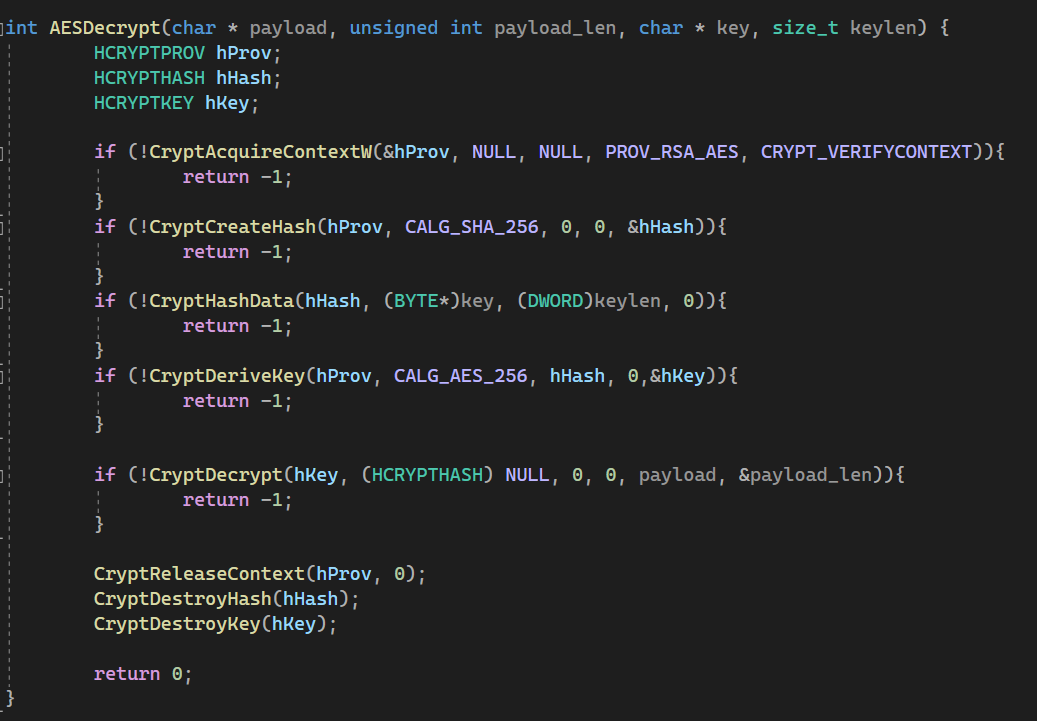 int AESDecrypt(char * payload, unsigned int payload_len, char * key, size_t keylen) {
HCRYPTPROV hProv;
HCRYPTHASH hHash;
HCRYPTKEY hKey;
if (!CryptAcquireContextW(&hProv, NULL, NULL, PROV_RSA_AES, CRYPT_VERIFYCONTEXT)){
return -1;
}
if (!CryptCreateHash(hProv, CALG_SHA_256, 0, 0, &hHash)){
return -1;
}
if (!CryptHashData(hHash, (BYTE*)key, (DWORD)keylen, 0)){
return -1;
}
if (!CryptDeriveKey(hProv, CALG_AES_256, hHash, 0,&hKey)){
return -1;
}
if (!CryptDecrypt(hKey, (HCRYPTHASH) NULL, 0, 0, payload, &payload_len)){
return -1;
}
CryptReleaseContext(hProv, 0);
CryptDestroyHash(hHash);
CryptDestroyKey(hKey);
return 0;
}